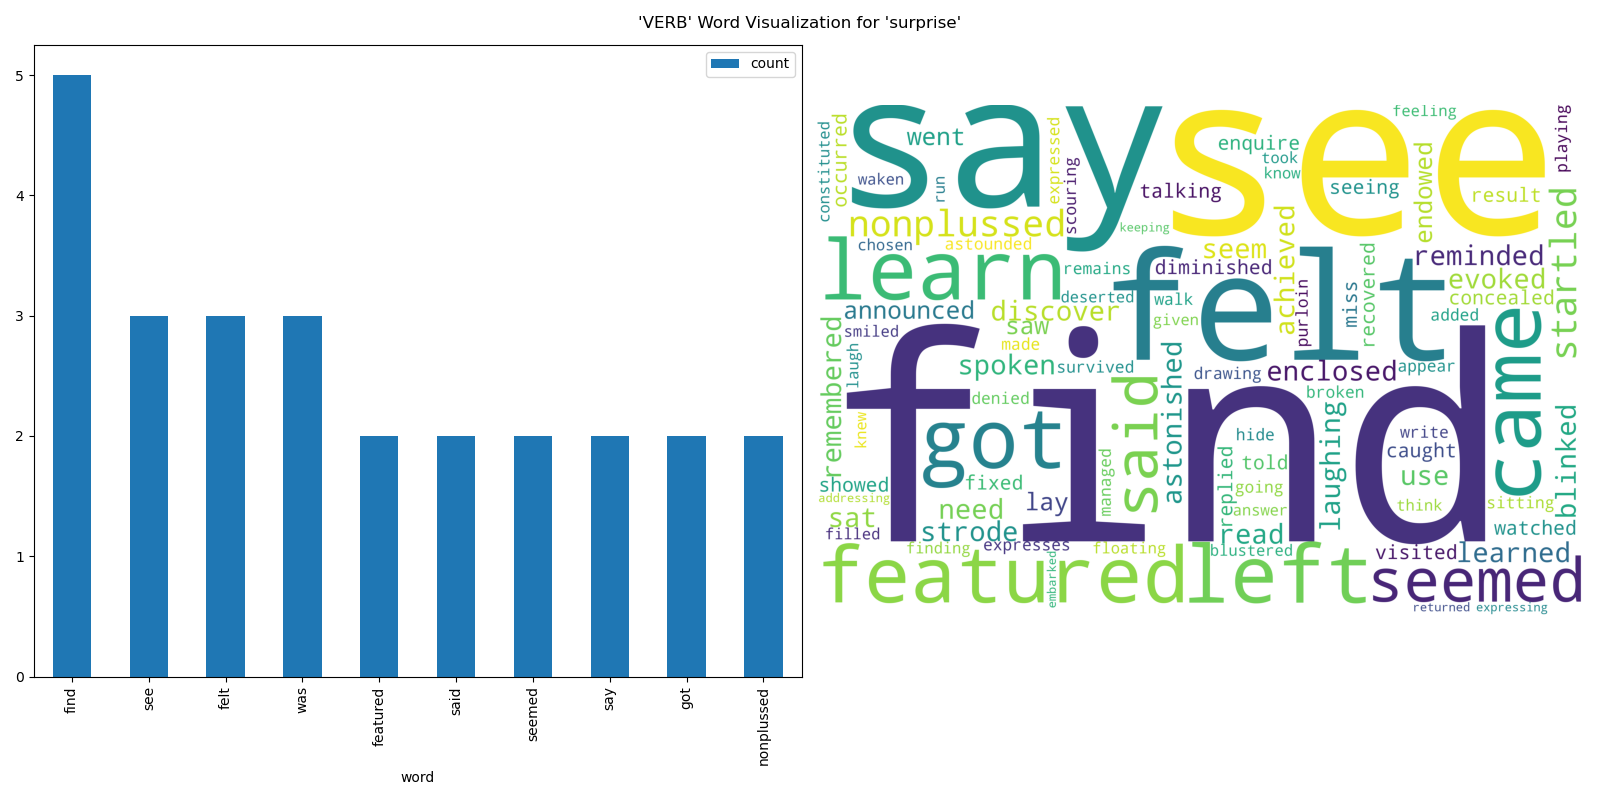 'VERB' Word Visualization for 'surprise'
count
5
4
3
2
1
0
find
see
felt
was
featured
said
seemed
say
got
nonplussed
word
say
see
find
felt
learn
came
got
said
featured
left
seemed
went
constituted
occurred
waken
run
expressed
scouring
enquire
took
know
talking
seeing
feeling
playing
endowed
result
nonplussed
chosen
astounded
keeping
seem
achieved
reminded
startled
remains
diminished
recovered
evoked
concealed
deserted
walk
miss
purloin
added
announced
discover
given
smiled
saw
made
laugh
remembered
spoken
survived
astonished
drawing
enclosed
appear
denied
broken
knew
hide
write
caught
laughing
blinked
showed
fixed
managed
told
use
addressing
going
replied
think
sitting
sat
need
lay
answer
filled
strode
read
watched
finding
expresses
floating
blustered
visited
learned
embarked
returned
expressing